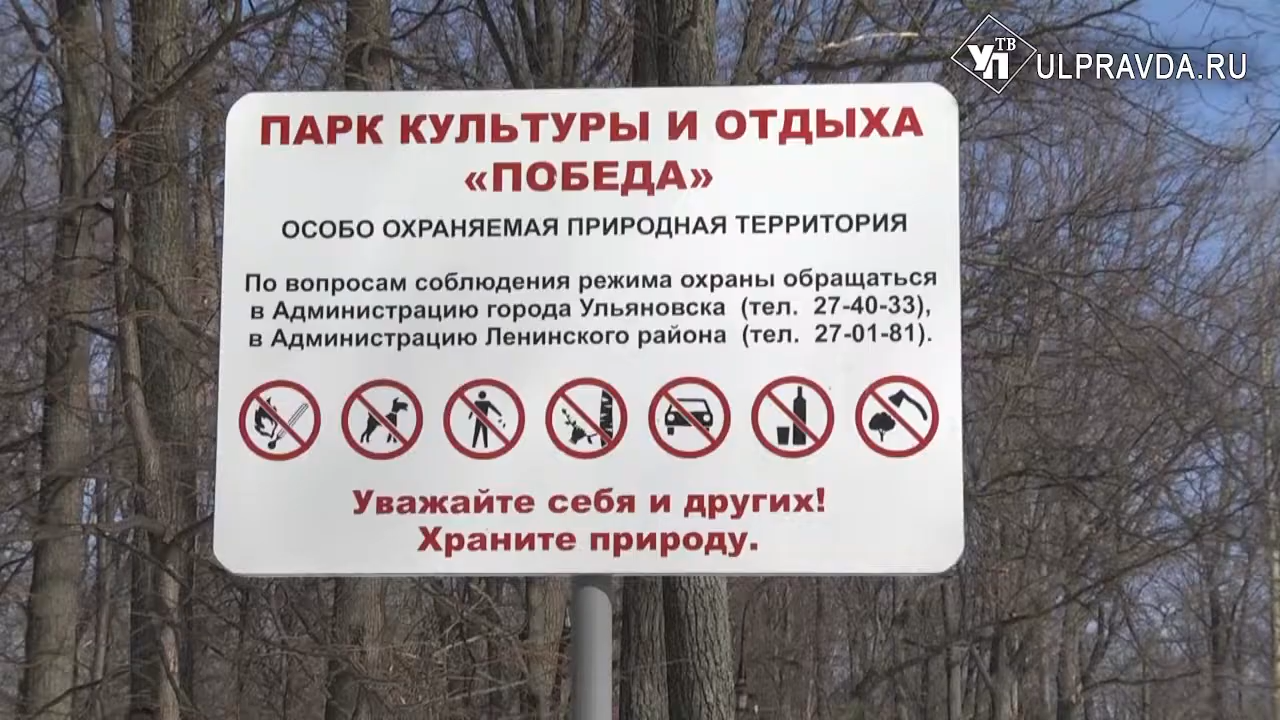 ТВ
УП ULPRAVDA.RU
ПАРК КУЛЬТУРЫ И ОТДЫХА
«ПОБЕДА»
ОСОБО ОХРАНЯЕМАЯ ПРИРОДНАЯ ТЕРРИТОРИЯ
По вопросам соблюдения режима охраны обращаться
в Администрацию города Ульяновска (тел. 27-40-33),
в Администрацию Ленинского района (тел. 27-01-81).
Уважайте себя и других!
Храните природу.